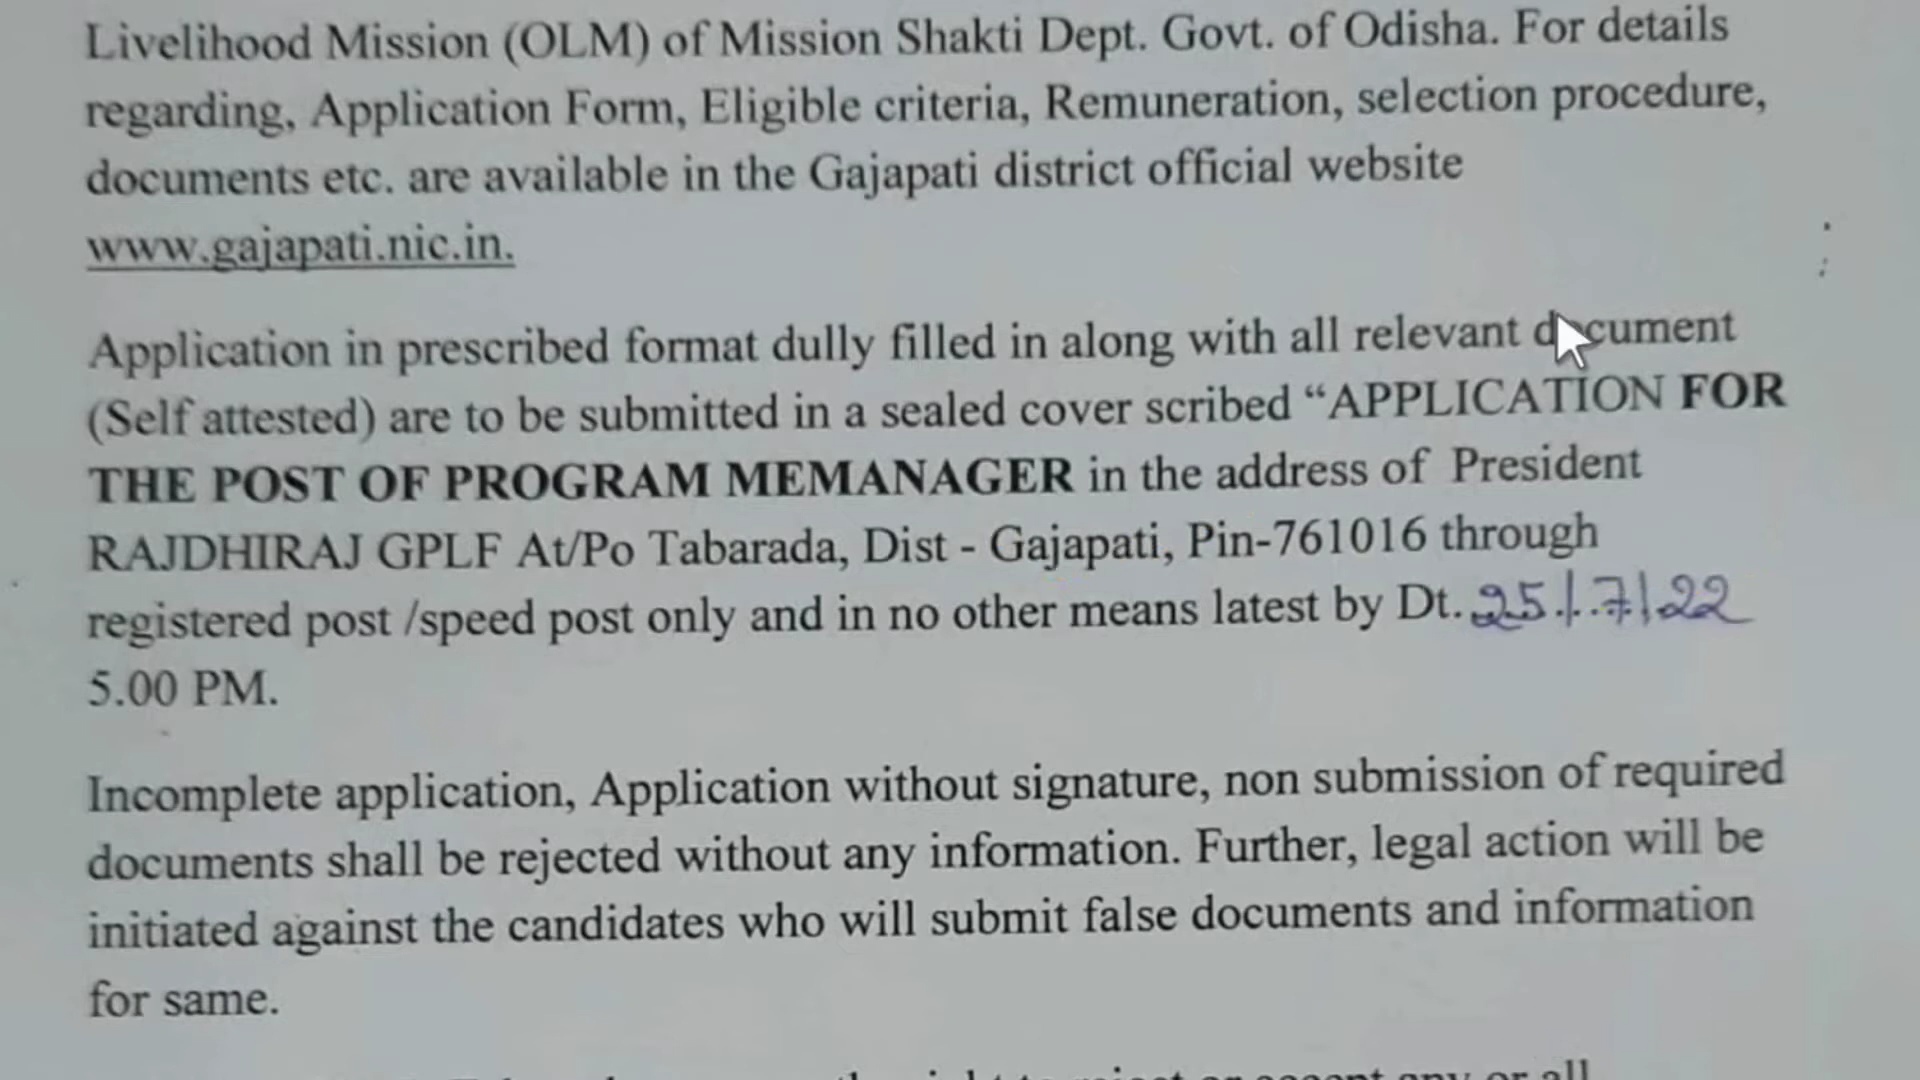 Livelihood Mission (OLM) of Mission Shakti Dept. Govt. of Odisha. For details
regarding, Application Form, Eligible criteria, Remuneration, selection procedure,
documents etc. are available in the Gajapati district official website
www.gajapati.nic.in.
Application in prescribed format dully filled in along with all relevant document
(Self attested) are to be submitted in a sealed cover scribed “APPLICATION FOR
THE POST OF PROGRAM MEMANAGER in the address of President
RAJDHIRAJ GPLF At/Po Tabarada, Dist - Gajapati, Pin-761016 through
registered post /speed post only and in no other means latest by Dt. 25/7/22
5.00 PM.
Incomplete application, Application without signature, non submission of required
documents shall be rejected without any information. Further, legal action will be
initiated against the candidates who will submit false documents and information
for same.
any or all